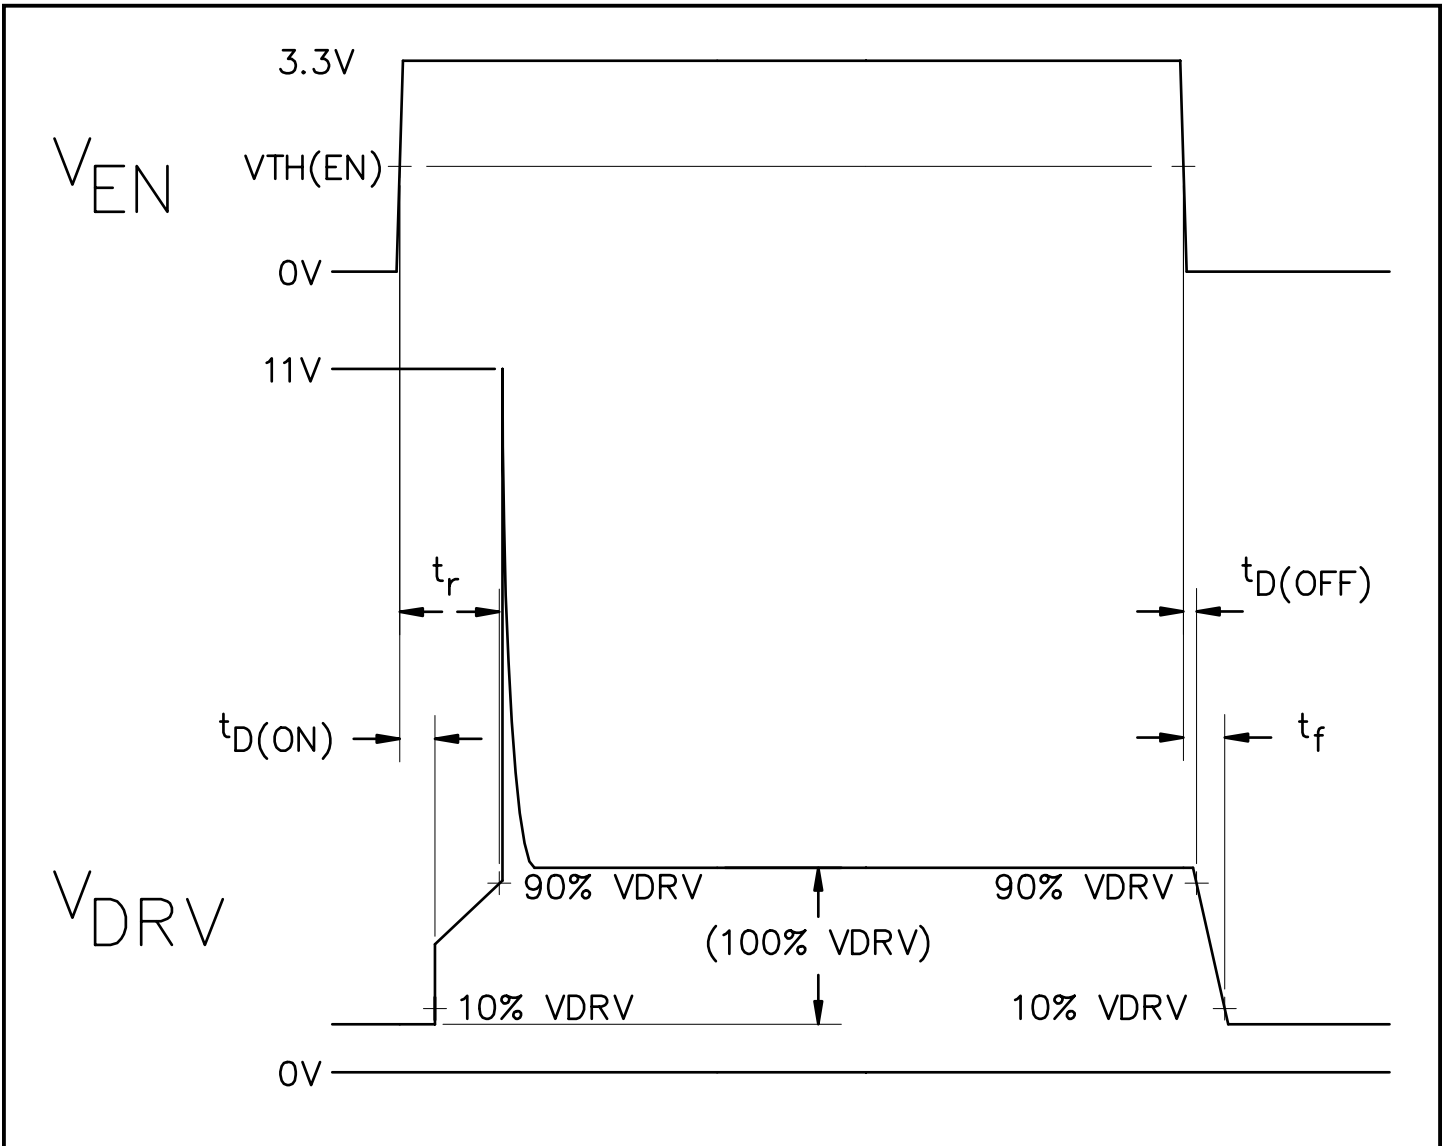 3.3V
VEN
VTH(EN)
0V
11V
tr
tD(OFF)
tD(ON)
tf
VDRV
90% VDRV
90% VDRV
(100% VDRV)
10% VDRV
10% VDRV
0V